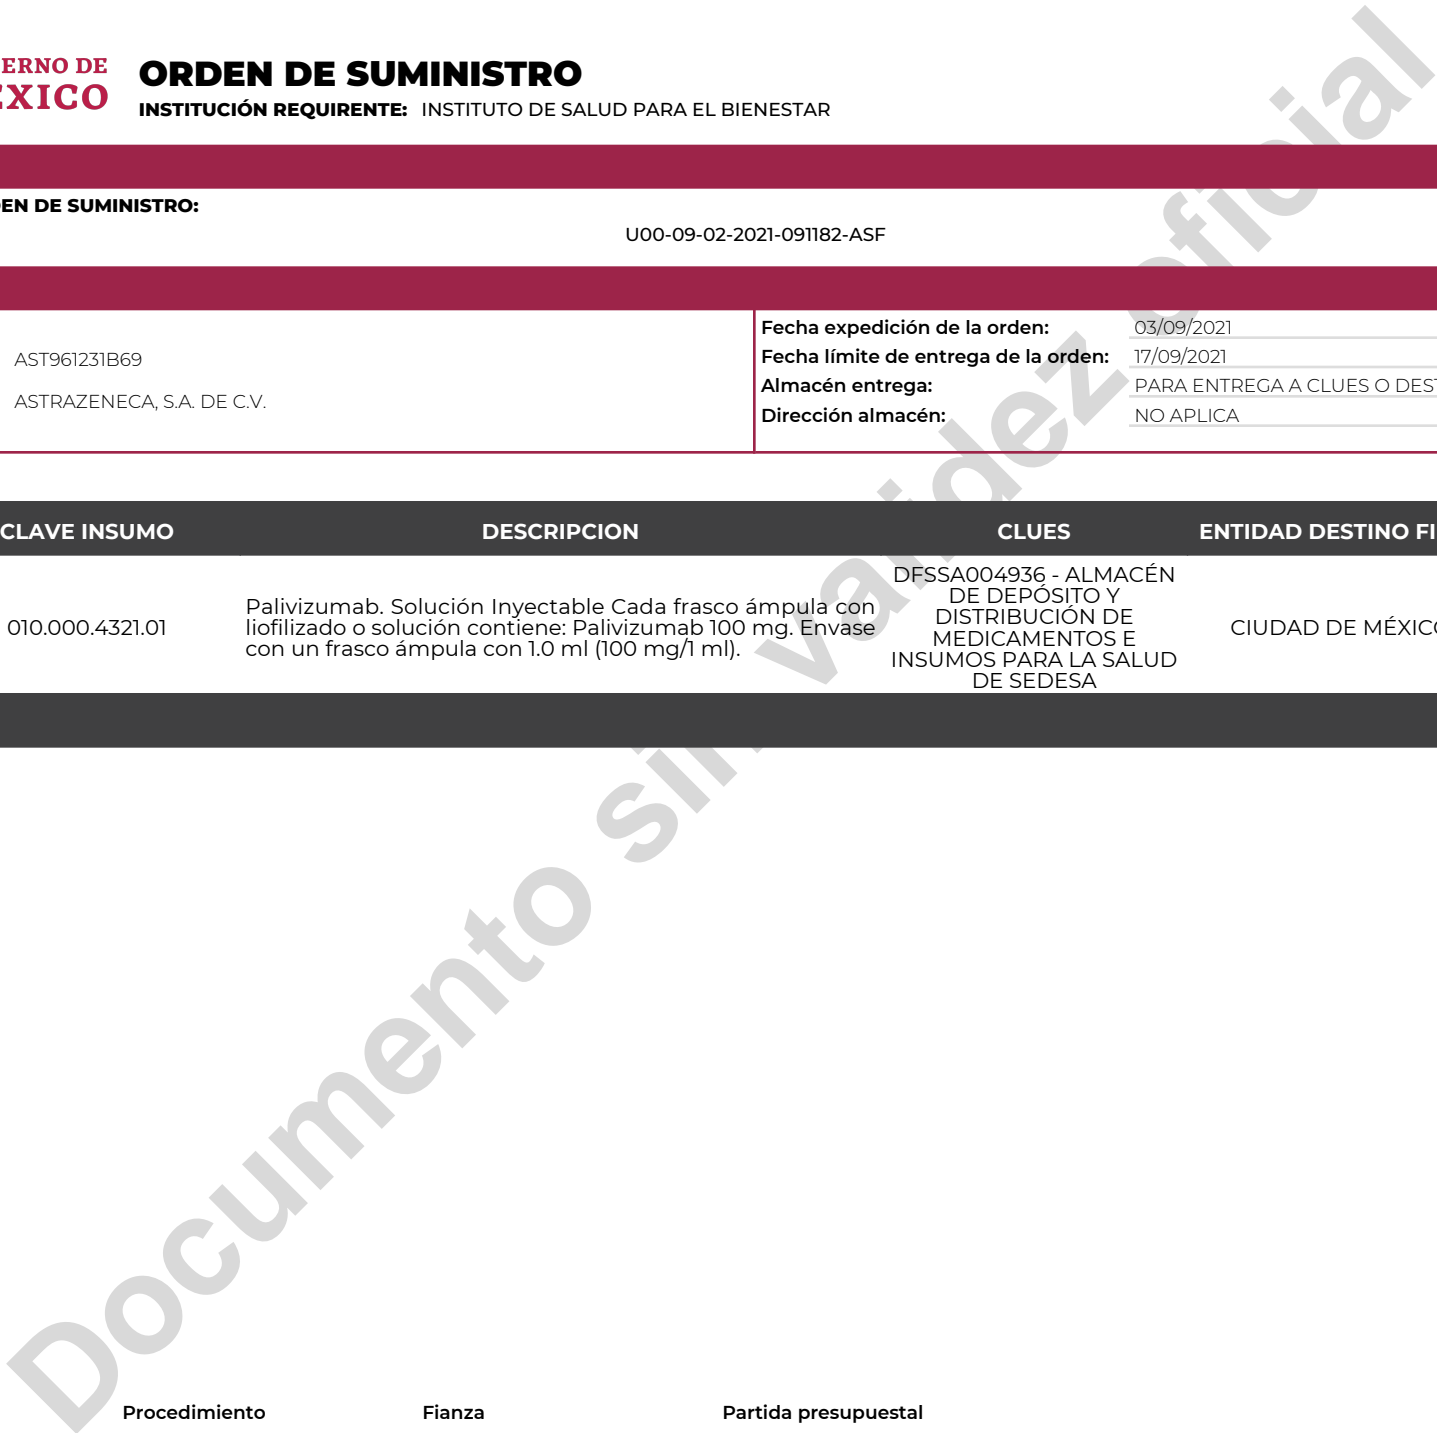 ERNO DE
ORDEN DE SUMINISTRO
XICO
INSTITUCIÓN REQUIRENTE: INSTITUTO DE SALUD PARA EL BIENESTAR
EN DE SUMINISTRO:
U00-09-02-2021-091182-ASF
AST961231B69
ASTRAZENECA, S.A. DE C.V.
Fecha expedición de la orden: 03/09/2021
Fecha límite de entrega de la orden: 17/09/2021
Almacén entrega: PARA ENTREGA A CLUES O DEST
Dirección almacén: NO APLICA
CLAVE INSUMO DESCRIPCION CLUES ENTIDAD DESTINO FI
010.000.4321.01
Palivizumab. Solución Inyectable Cada frasco ámpula con
liofilizado o solución contiene: Palivizumab 100 mg. Envase
con un frasco ámpula con 1.0 ml (100 mg/1 ml).
DFSSA004936 - ALMACÉN
DE DEPÓSITO Y
DISTRIBUCIÓN DE
MEDICAMENTOS E
INSUMOS PARA LA SALUD
DE SEDESA
CIUDAD DE MÉXICO
Documento sin validez oficial
Procedimiento Fianza Partida presupuestal